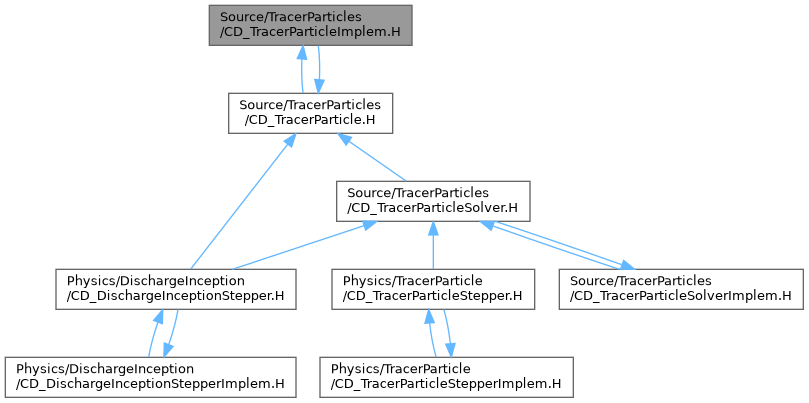 Source/TracerParticles
/CD_TracerParticleImplem.H
Source/TracerParticles
/CD_TracerParticle.H
Source/TracerParticles
/CD_TracerParticleSolver.H
Physics/DischargeInception
/CD_DischargeInceptionStepper.H
Physics/TracerParticle
/CD_TracerParticleStepper.H
Source/TracerParticles
/CD_TracerParticleSolverImplem.H
Physics/DischargeInception
/CD_DischargeInceptionStepperImplem.H
Physics/TracerParticle
/CD_TracerParticleStepperImplem.H